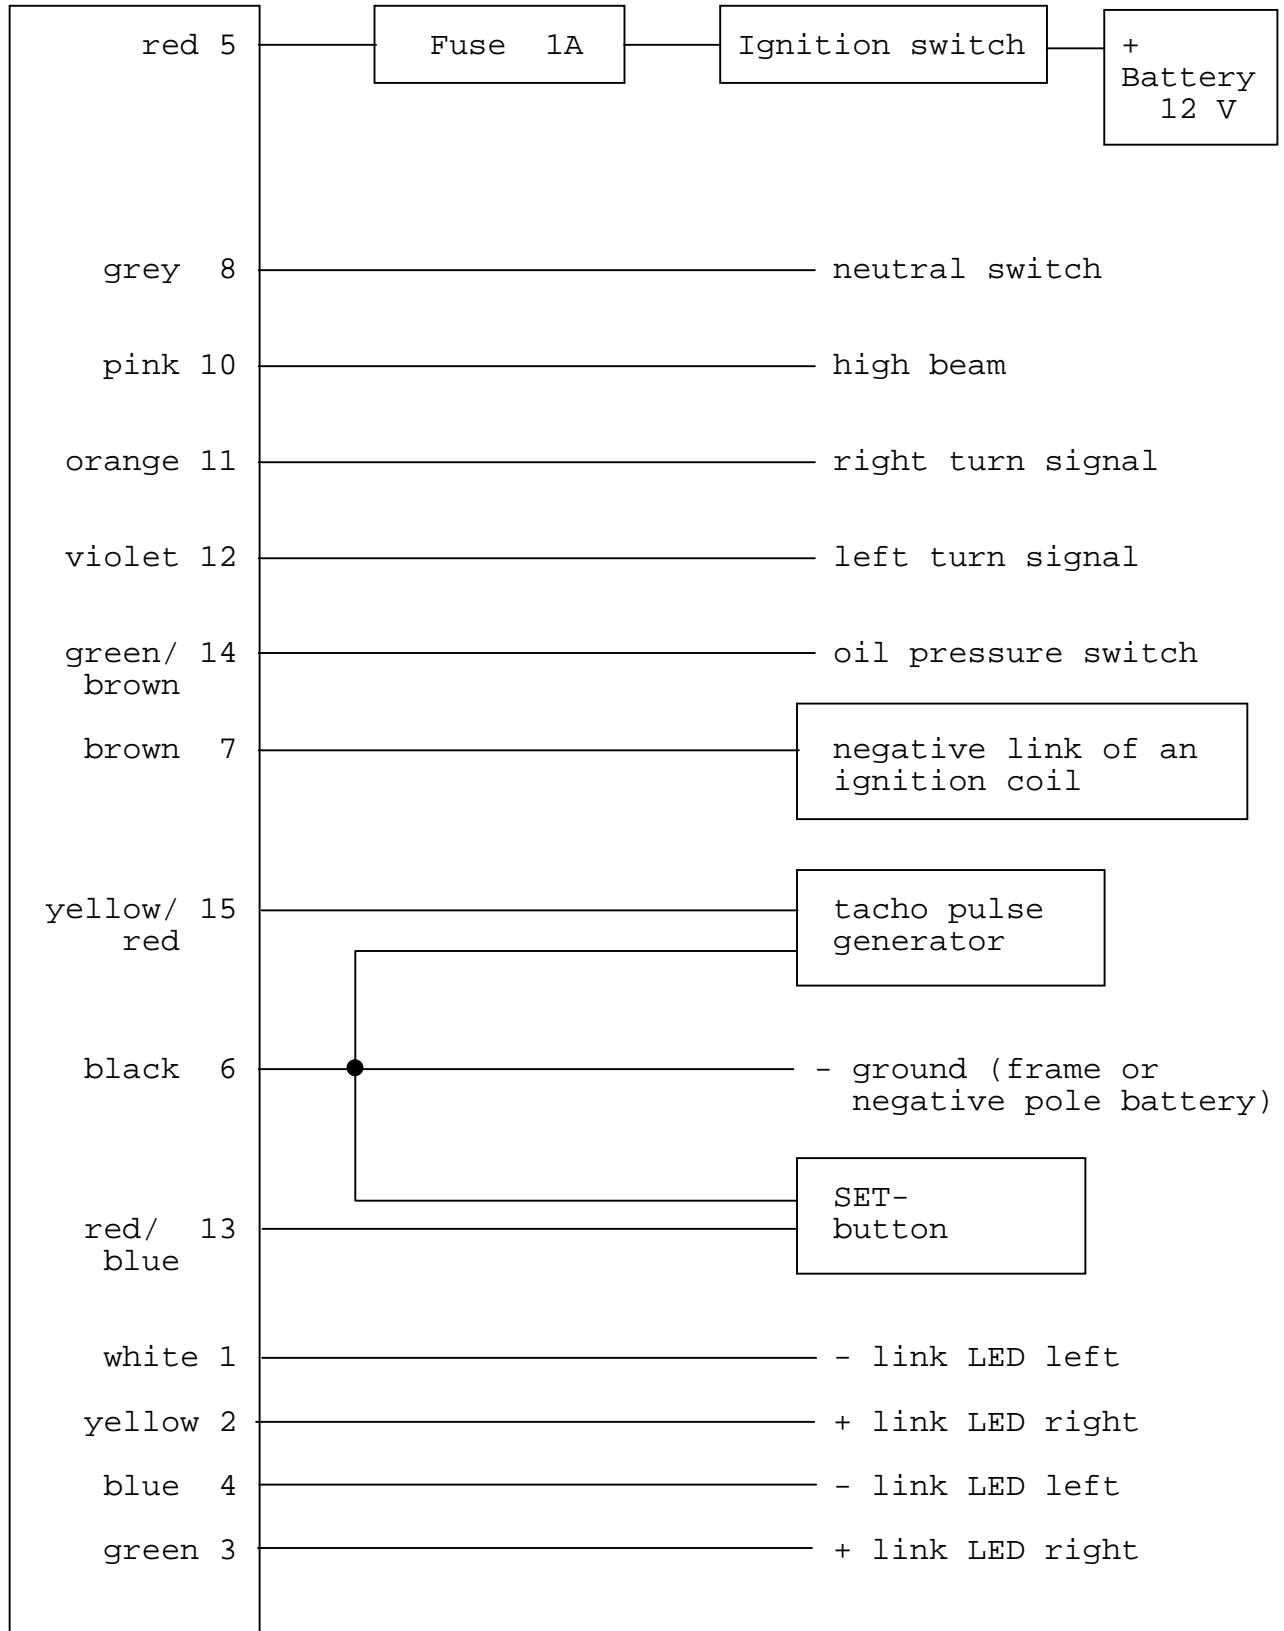 red 5 Fuse 1A Ignition switch +
Battery
12 V
grey 8 neutral switch
pink 10 high beam
orange 11 right turn signal
violet 12 left turn signal
green/ 14 oil pressure switch
brown
brown 7 negative link of an
ignition coil
yellow/ 15 tacho pulse
red generator
black 6 - ground (frame or
negative pole battery)
SET-
red/ 13 button
blue
white 1 - link LED left
yellow 2 + link LED right
blue 4 - link LED left
green 3 + link LED right